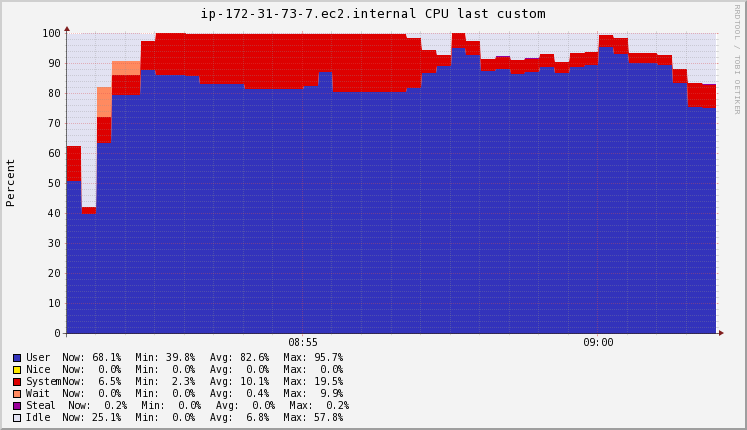 ip-172-31-73-7.ec2.internal CPU last custom
RRDTOOL / TOBI OETIKER
Percent
100
90
80
70
60
50
40
30
20
10
0
08:55 09:00
User Now: 68.1% Min: 39.8% Avg: 82.6% Max: 95.7%
Nice Now: 0.0% Min: 0.0% Avg: 0.0% Max: 0.0%
System Now: 6.5% Min: 2.3% Avg: 10.1% Max: 19.5%
Wait Now: 0.0% Min: 0.0% Avg: 0.4% Max: 9.9%
Steal Now: 0.2% Min: 0.0% Avg: 0.0% Max: 0.2%
Idle Now: 25.1% Min: 0.0% Avg: 6.8% Max: 57.8%